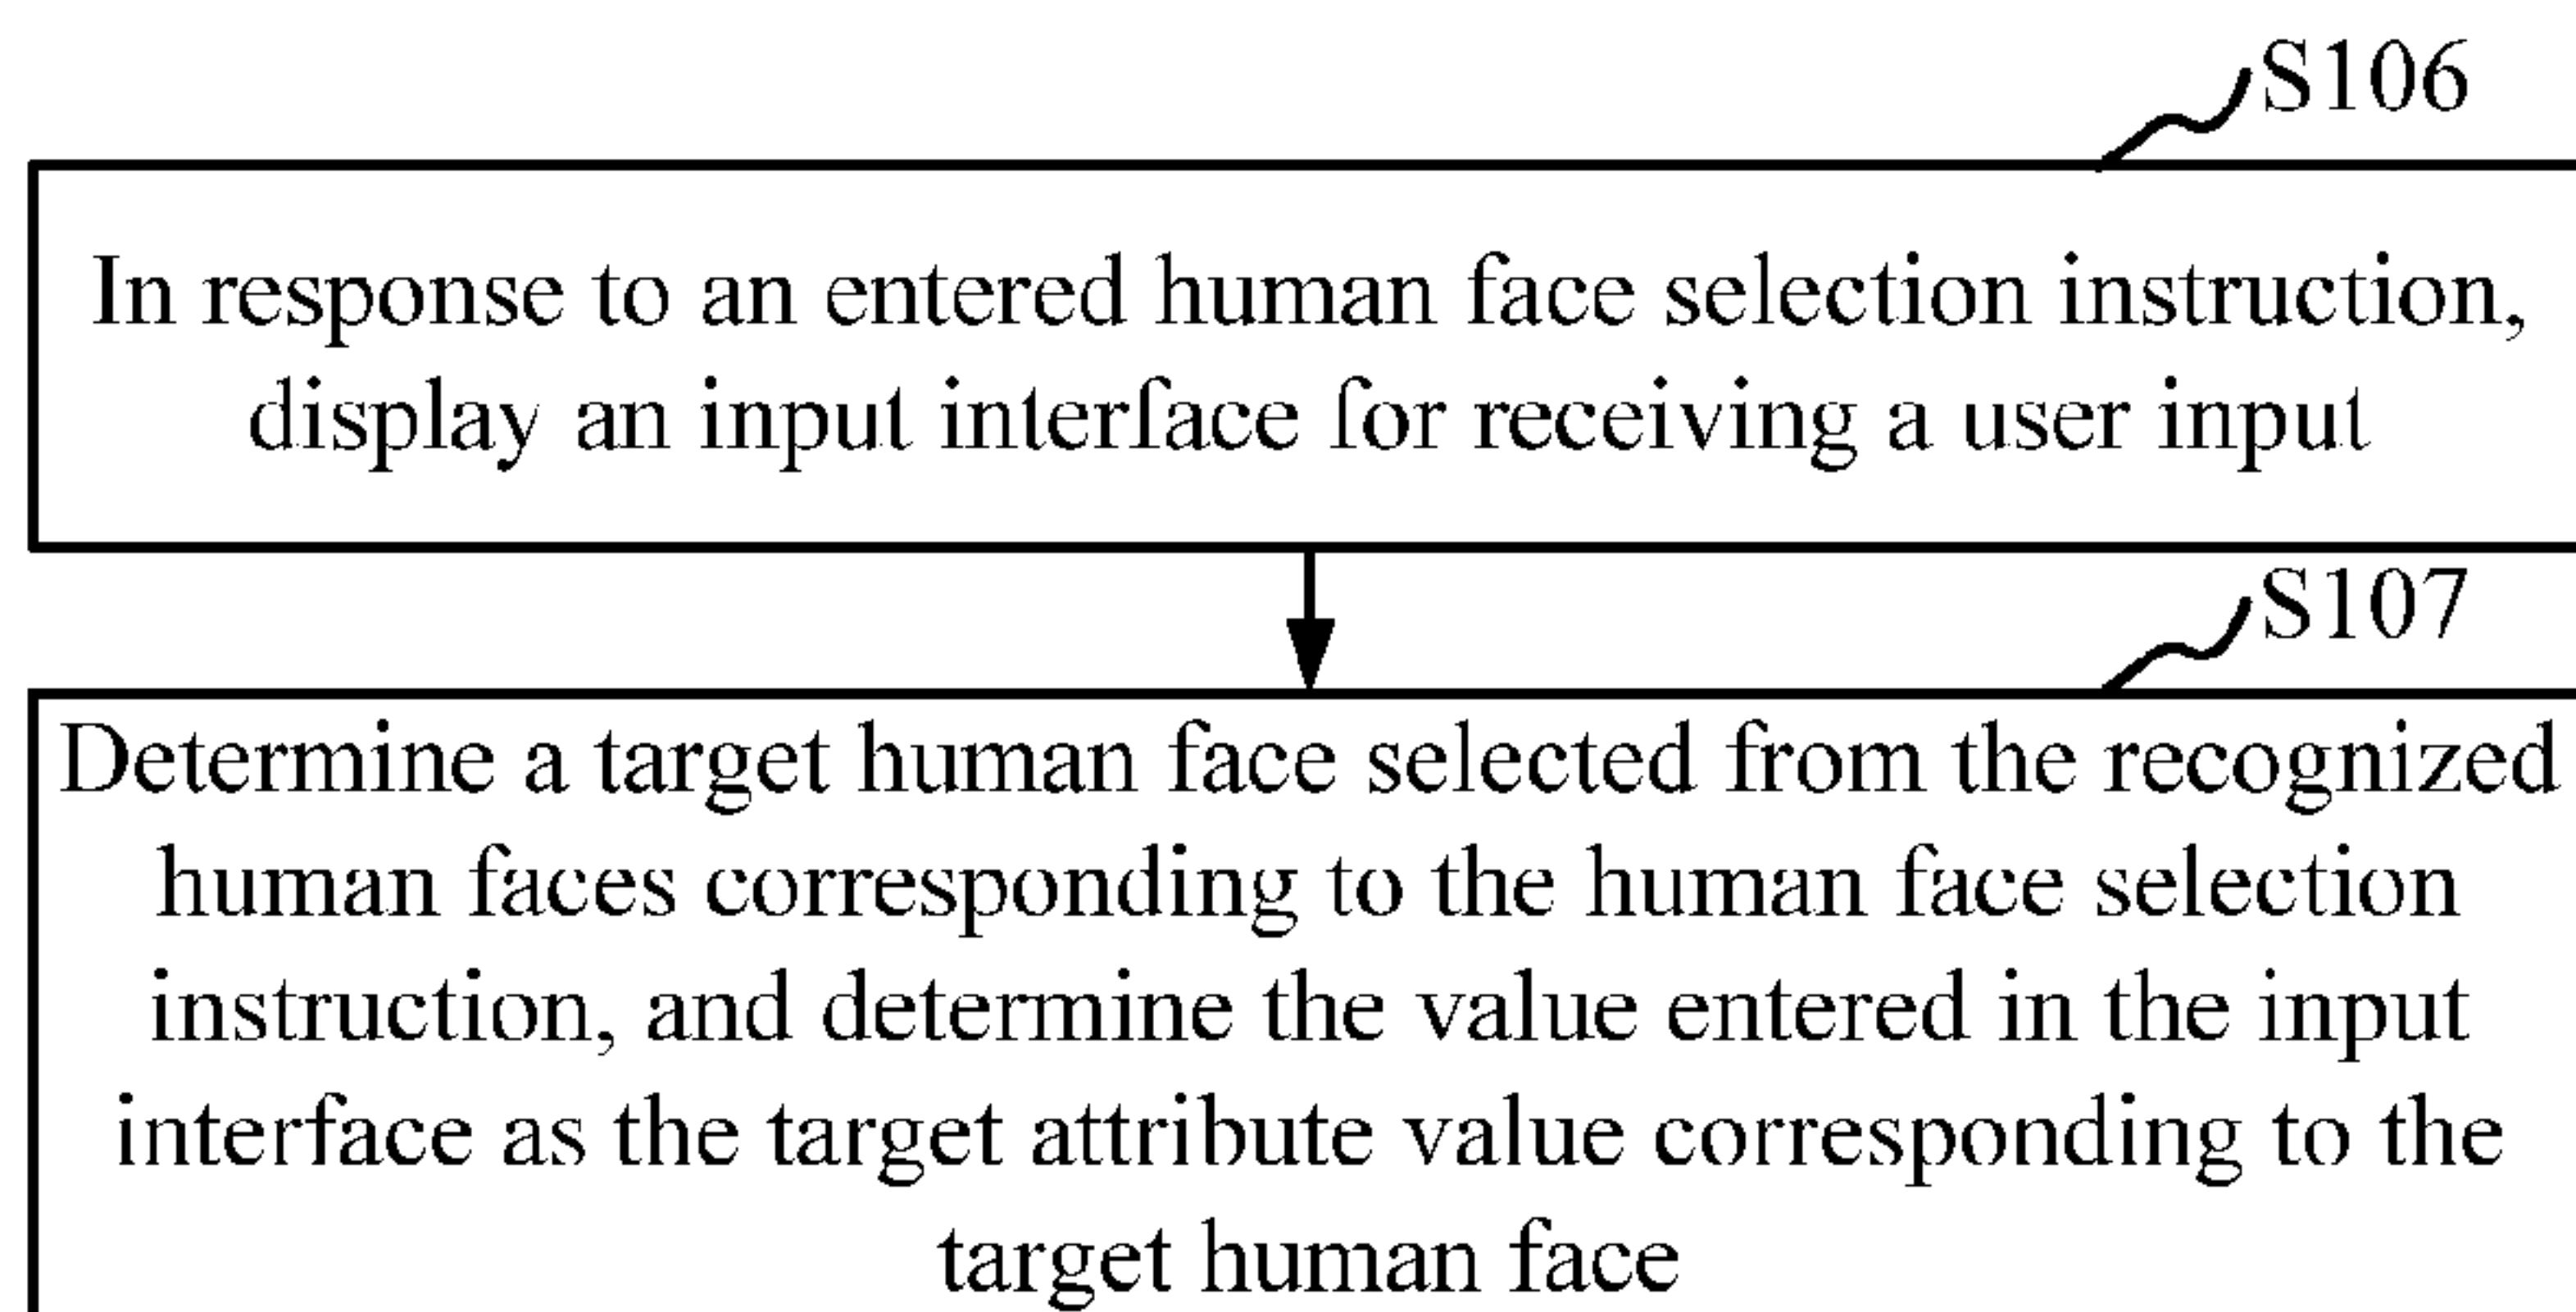 S106
In response to an entered human face selection instruction,
display an input interface for receiving a user input
S107
Determine a target human face selected from the recognized
human faces corresponding to the human face selection
instruction, and determine the value entered in the input
interface as the target attribute value corresponding to the
target human face